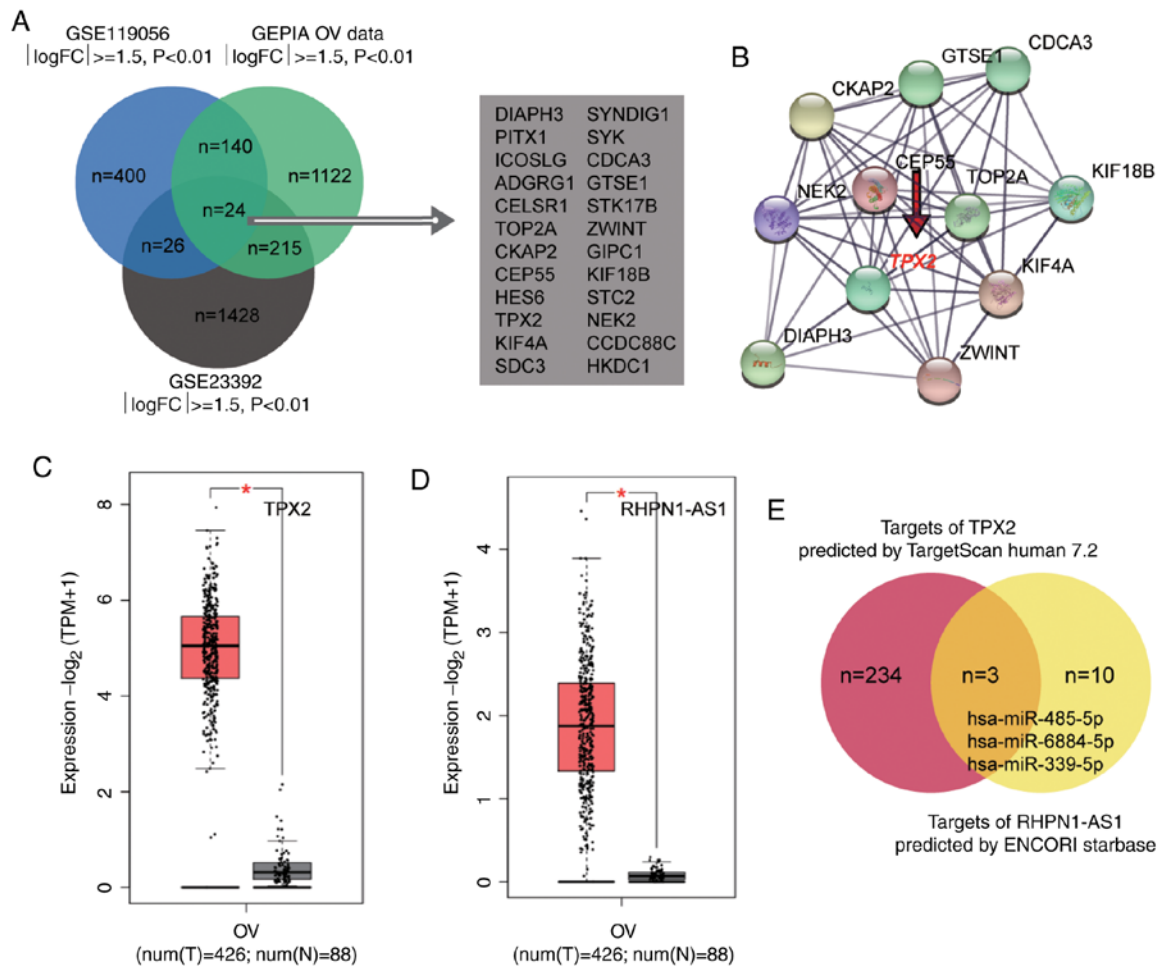 A
GSE119056
|logFC|>=1.5, P<0.01
GEPIA OV data
|logFC|>=1.5, P<0.01
n=400
n=140
n=1122
n=24
n=26
n=215
n=1428
GSE23392
|logFC|>=1.5, P<0.01
DIAPH3 SYNDIG1
PITX1 SYK
ICOSLG CDCA3
ADGRG1 GTSE1
CELSR1 STK17B
TOP2A ZWINT
CKAP2 GIPC1
CEP55 KIF18B
HES6 STC2
TPX2 NEK2
KIF4A CCDC88C
SDC3 HKDC1
B
GTSE1
CDCA3
CKAP2
CEP55
TOP2A
KIF18B
NEK2
TPX2
KIF4A
DIAPH3
ZWINT
C
*
TPX2
Expression –log2 (TPM+1)
8
6
4
2
0
OV
(num(T)=426; num(N)=88)
D
*
RHPN1-AS1
Expression –log2 (TPM+1)
4
3
2
1
0
OV
(num(T)=426; num(N)=88)
E
Targets of TPX2
predicted by TargetScan human 7.2
n=234
n=3
n=10
hsa-miR-485-5p
hsa-miR-6884-5p
hsa-miR-339-5p
Targets of RHPN1-AS1
predicted by ENCORI starbase